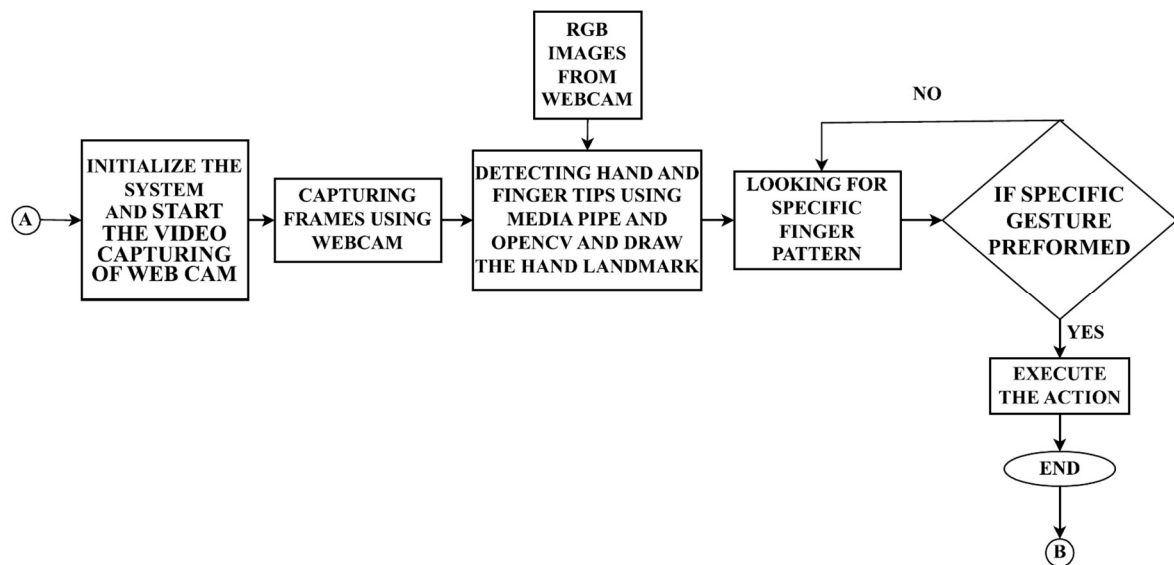 RGB
IMAGES
FROM
WEBCAM
NO
A
INITIALIZE THE
SYSTEM
AND START
THE VIDEO
CAPTURING
OF WEB CAM
CAPTURING
FRAMES USING
WEBCAM
DETECTING HAND AND
FINGER TIPS USING
MEDIA PIPE AND
OPENCV AND DRAW
THE HAND LANDMARK
LOOKING FOR
SPECIFIC
FINGER
PATTERN
IF SPECIFIC
GESTURE
PREFORMED
YES
EXECUTE
THE ACTION
END
B